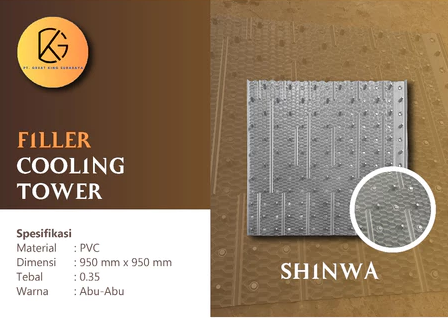 PT. GREAT KING SURABAYA
FILLER
COOLING
TOWER
Spesifikasi
Material : PVC
Dimensi : 950 mm x 950 mm
Tebal : 0.35
Warna : Abu-Abu
SHINWA